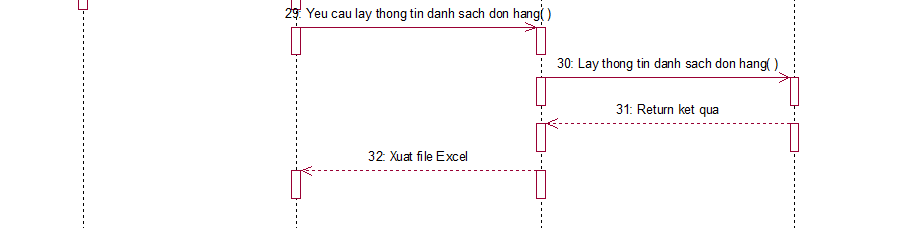 29: Yeu cau lay thong tin danh sach don hang( )
30: Lay thong tin danh sach don hang( )
31: Return ket qua
32: Xuat file Excel